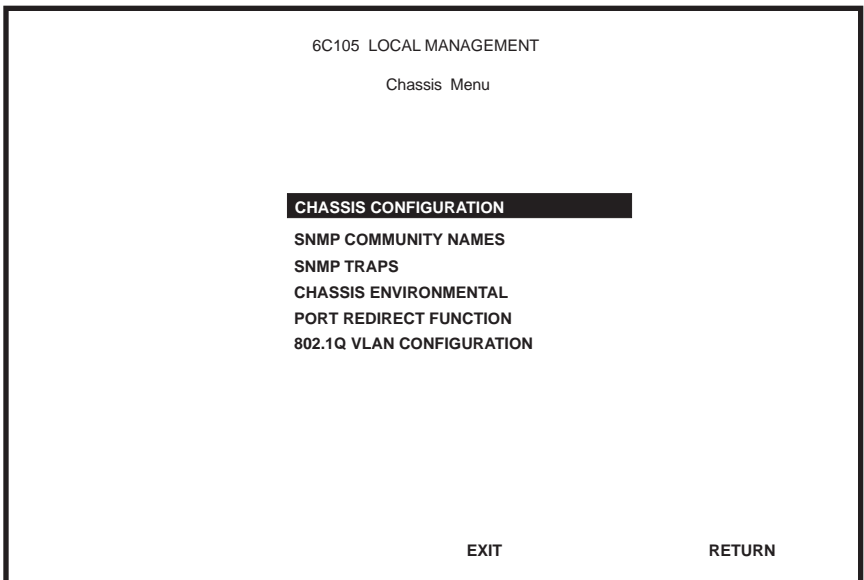 6C105 LOCAL MANAGEMENT
Chassis Menu
CHASSIS CONFIGURATION
SNMP COMMUNITY NAMES
SNMP TRAPS
CHASSIS ENVIRONMENTAL
PORT REDIRECT FUNCTION
802.1Q VLAN CONFIGURATION
EXIT RETURN